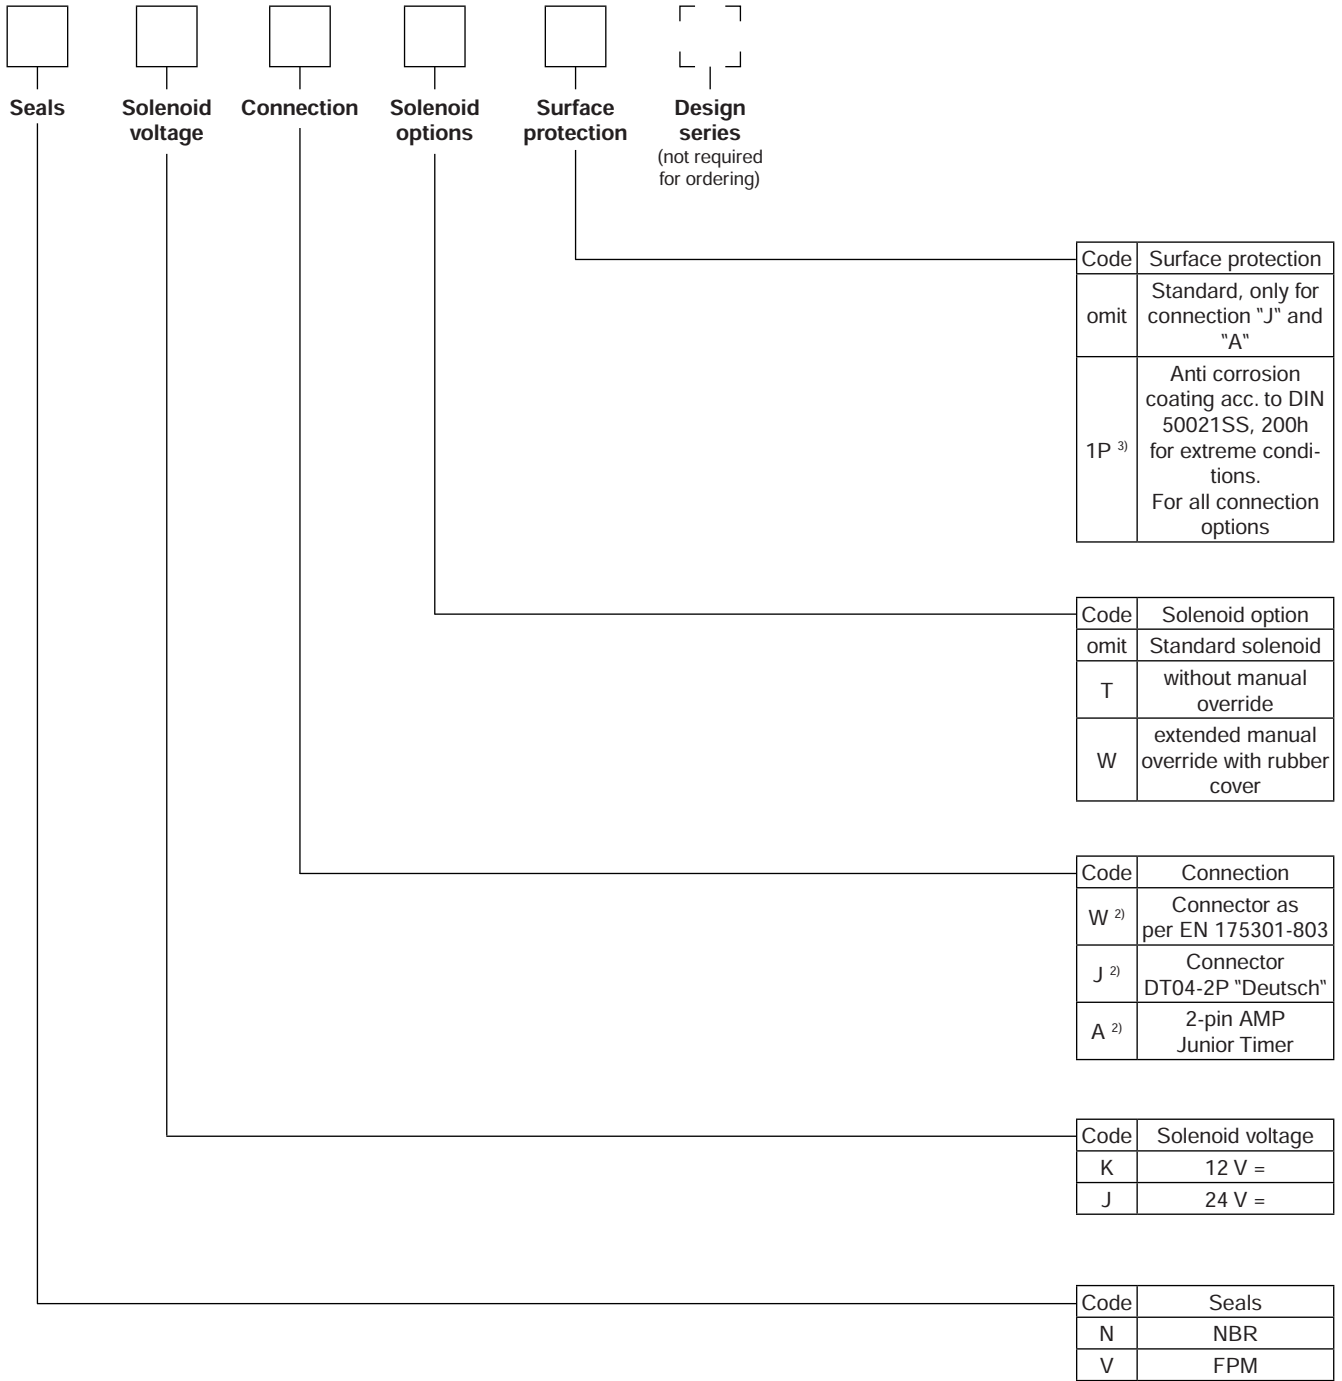 Seals
Solenoid
voltage
Connection
Solenoid
options
Surface
protection
Design
series
(not required
for ordering)
Code Surface protection
omit Standard, only for
connection "J" and
"A"
1P 3) Anti corrosion
coating acc. to DIN
50021SS, 200h
for extreme condi-
tions.
For all connection
options
Code Solenoid option
omit Standard solenoid
T without manual
override
W extended manual
override with rubber
cover
Code Connection
W 2) Connector as
per EN 175301-803
J 2) Connector
DT04-2P "Deutsch"
A 2) 2-pin AMP
Junior Timer
Code Solenoid voltage
K 12 V =
J 24 V =
Code Seals
N NBR
V FPM